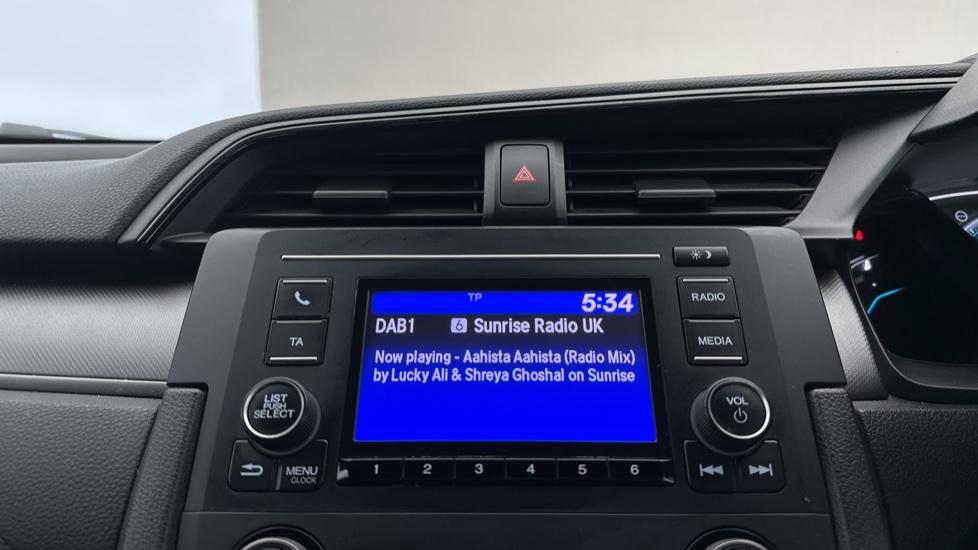 TP 5:34
DAB1 6 Sunrise Radio UK
Now playing - Aahista Aahista (Radio Mix)
by Lucky Ali & Shreya Ghoshal on Sunrise
TA
RADIO
MEDIA
LIST
PUSH
SELECT
VOL
MENU
CLOCK
1 2 3 4 5 6